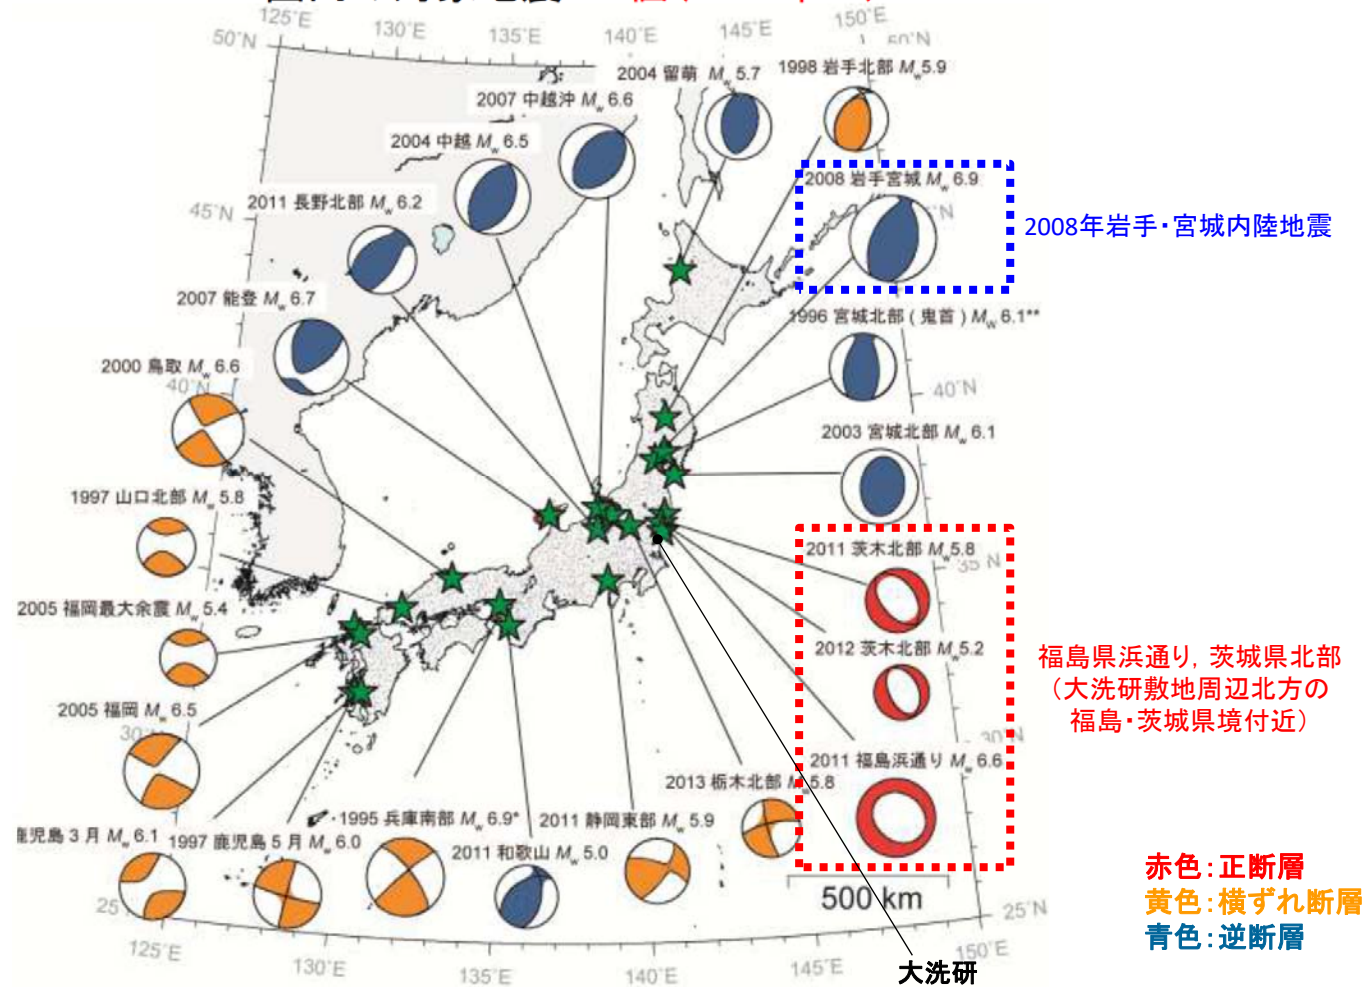 125°E
130°E
135°E
140°E
145°E
150°E
50°N
2004 留萌 Mw 5.7
1998 岩手北部 Mw5.9
2007 中越沖 Mw 6.6
2004 中越 Mw 6.5
2008 岩手宮城 Mw 6.9
2011 長野北部 Mw 6.2
45°N
2008年岩手・宮城内陸地震
2007 能登 Mw 6.7
1996 宮城北部 ( 鬼首 ) Mw 6.1**
2000 鳥取 Mw 6.6
40°N
40°N
2003 宮城北部 Mw 6.1
1997 山口北部 Mw 5.8
2011 茨木北部 Mw5.8
35°N
2005 福岡最大余震 Mw 5.4
2012 茨木北部 Mw5.2
福島県浜通り, 茨城県北部
（大洗研敷地周辺北方の
福島・茨城県境付近）
2005 福岡 Mw 6.5
30°N
30°N
2011 福島浜通り Mw 6.6
2013 栃木北部 Mw5.8
鹿児島 3 月 Mw 6.1
1997 鹿児島 5 月 Mw 6.0
1995 兵庫南部 Mw 6.9*
2011 静岡東部 Mw 5.9
2011 和歌山 Mw 5.0
赤色：正断層
黄色：横ずれ断層
青色：逆断層
500 km
25°N
125°E
130°E
135°E
140°E
145°E
150°E
大洗研